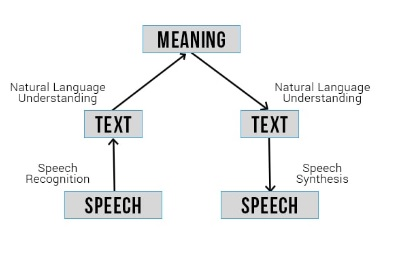 MEANING
Natural Language
Understanding
Natural Language
Understanding
TEXT
TEXT
Speech
Recognition
Speech
Synthesis
SPEECH
SPEECH